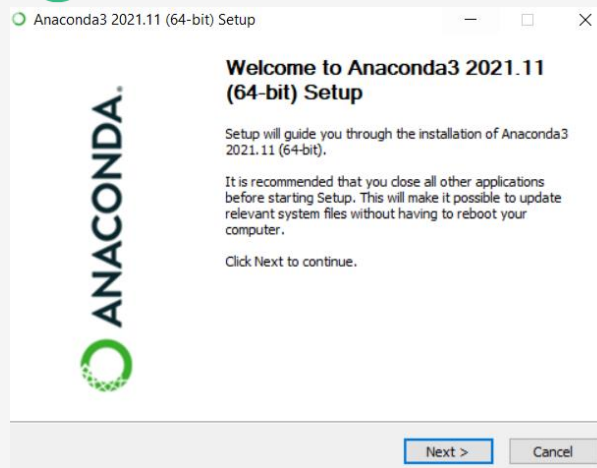 Anaconda3 2021.11 (64-bit) Setup
ANACONDA.
Welcome to Anaconda3 2021.11
(64-bit) Setup
Setup will guide you through the installation of Anaconda3
2021.11 (64-bit).
It is recommended that you close all other applications
before starting Setup. This will make it possible to update
relevant system files without having to reboot your
computer.
Click Next to continue.
Next >
Cancel